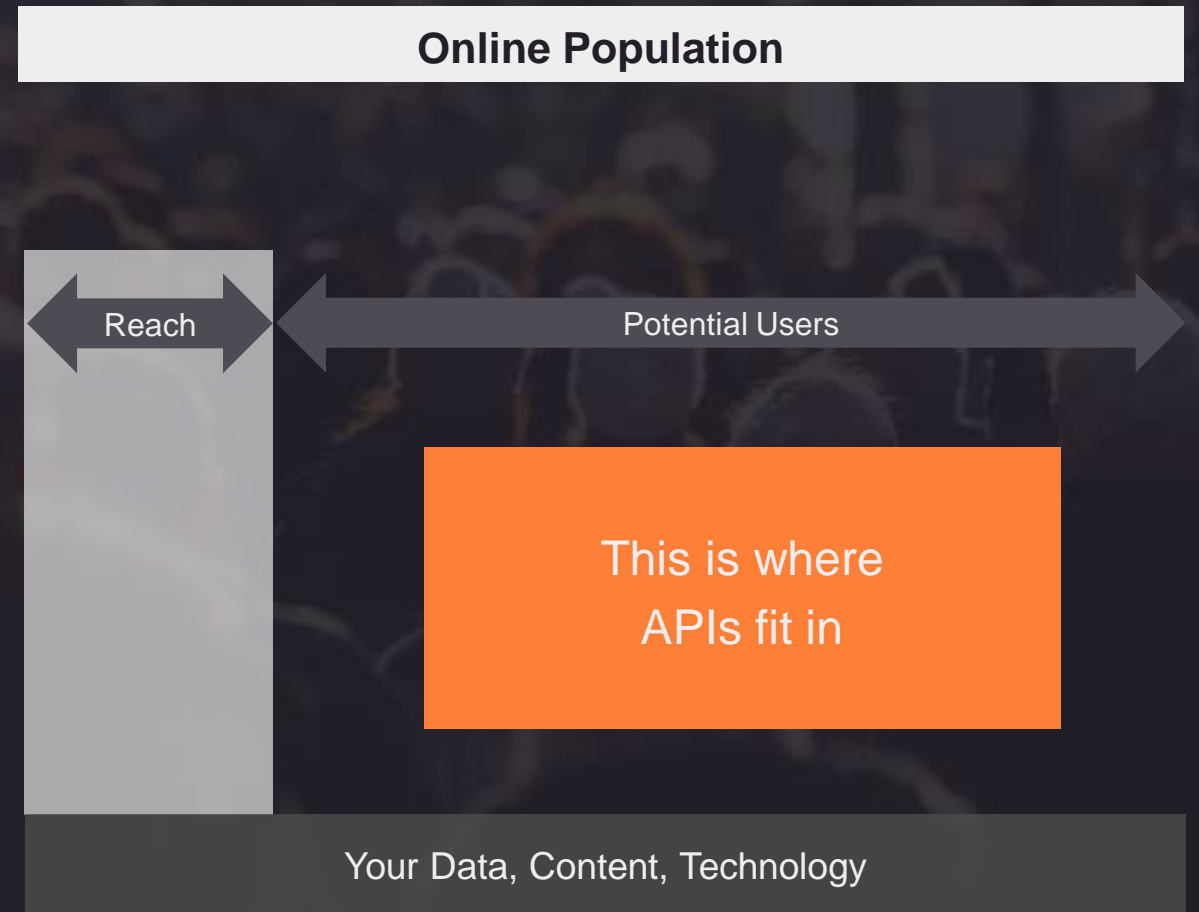 Online Population
Reach
Potential Users
This is where
APIs fit in
Your Data, Content, Technology